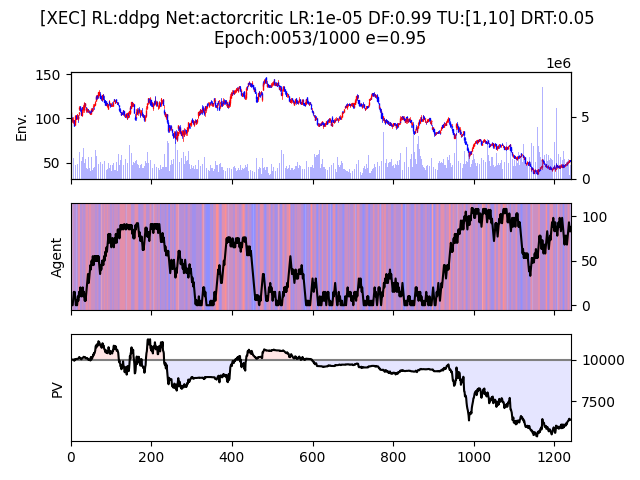 [XEC] RL:ddpg Net:actorcritic LR:1e-05 DF:0.99 TU:[1,10] DRT:0.05
Epoch:0053/1000 e=0.95
1e6
150
100
50
Env.
5
0
Agent
100
50
0
PV
10000
7500
0
200
400
600
800
1000
1200